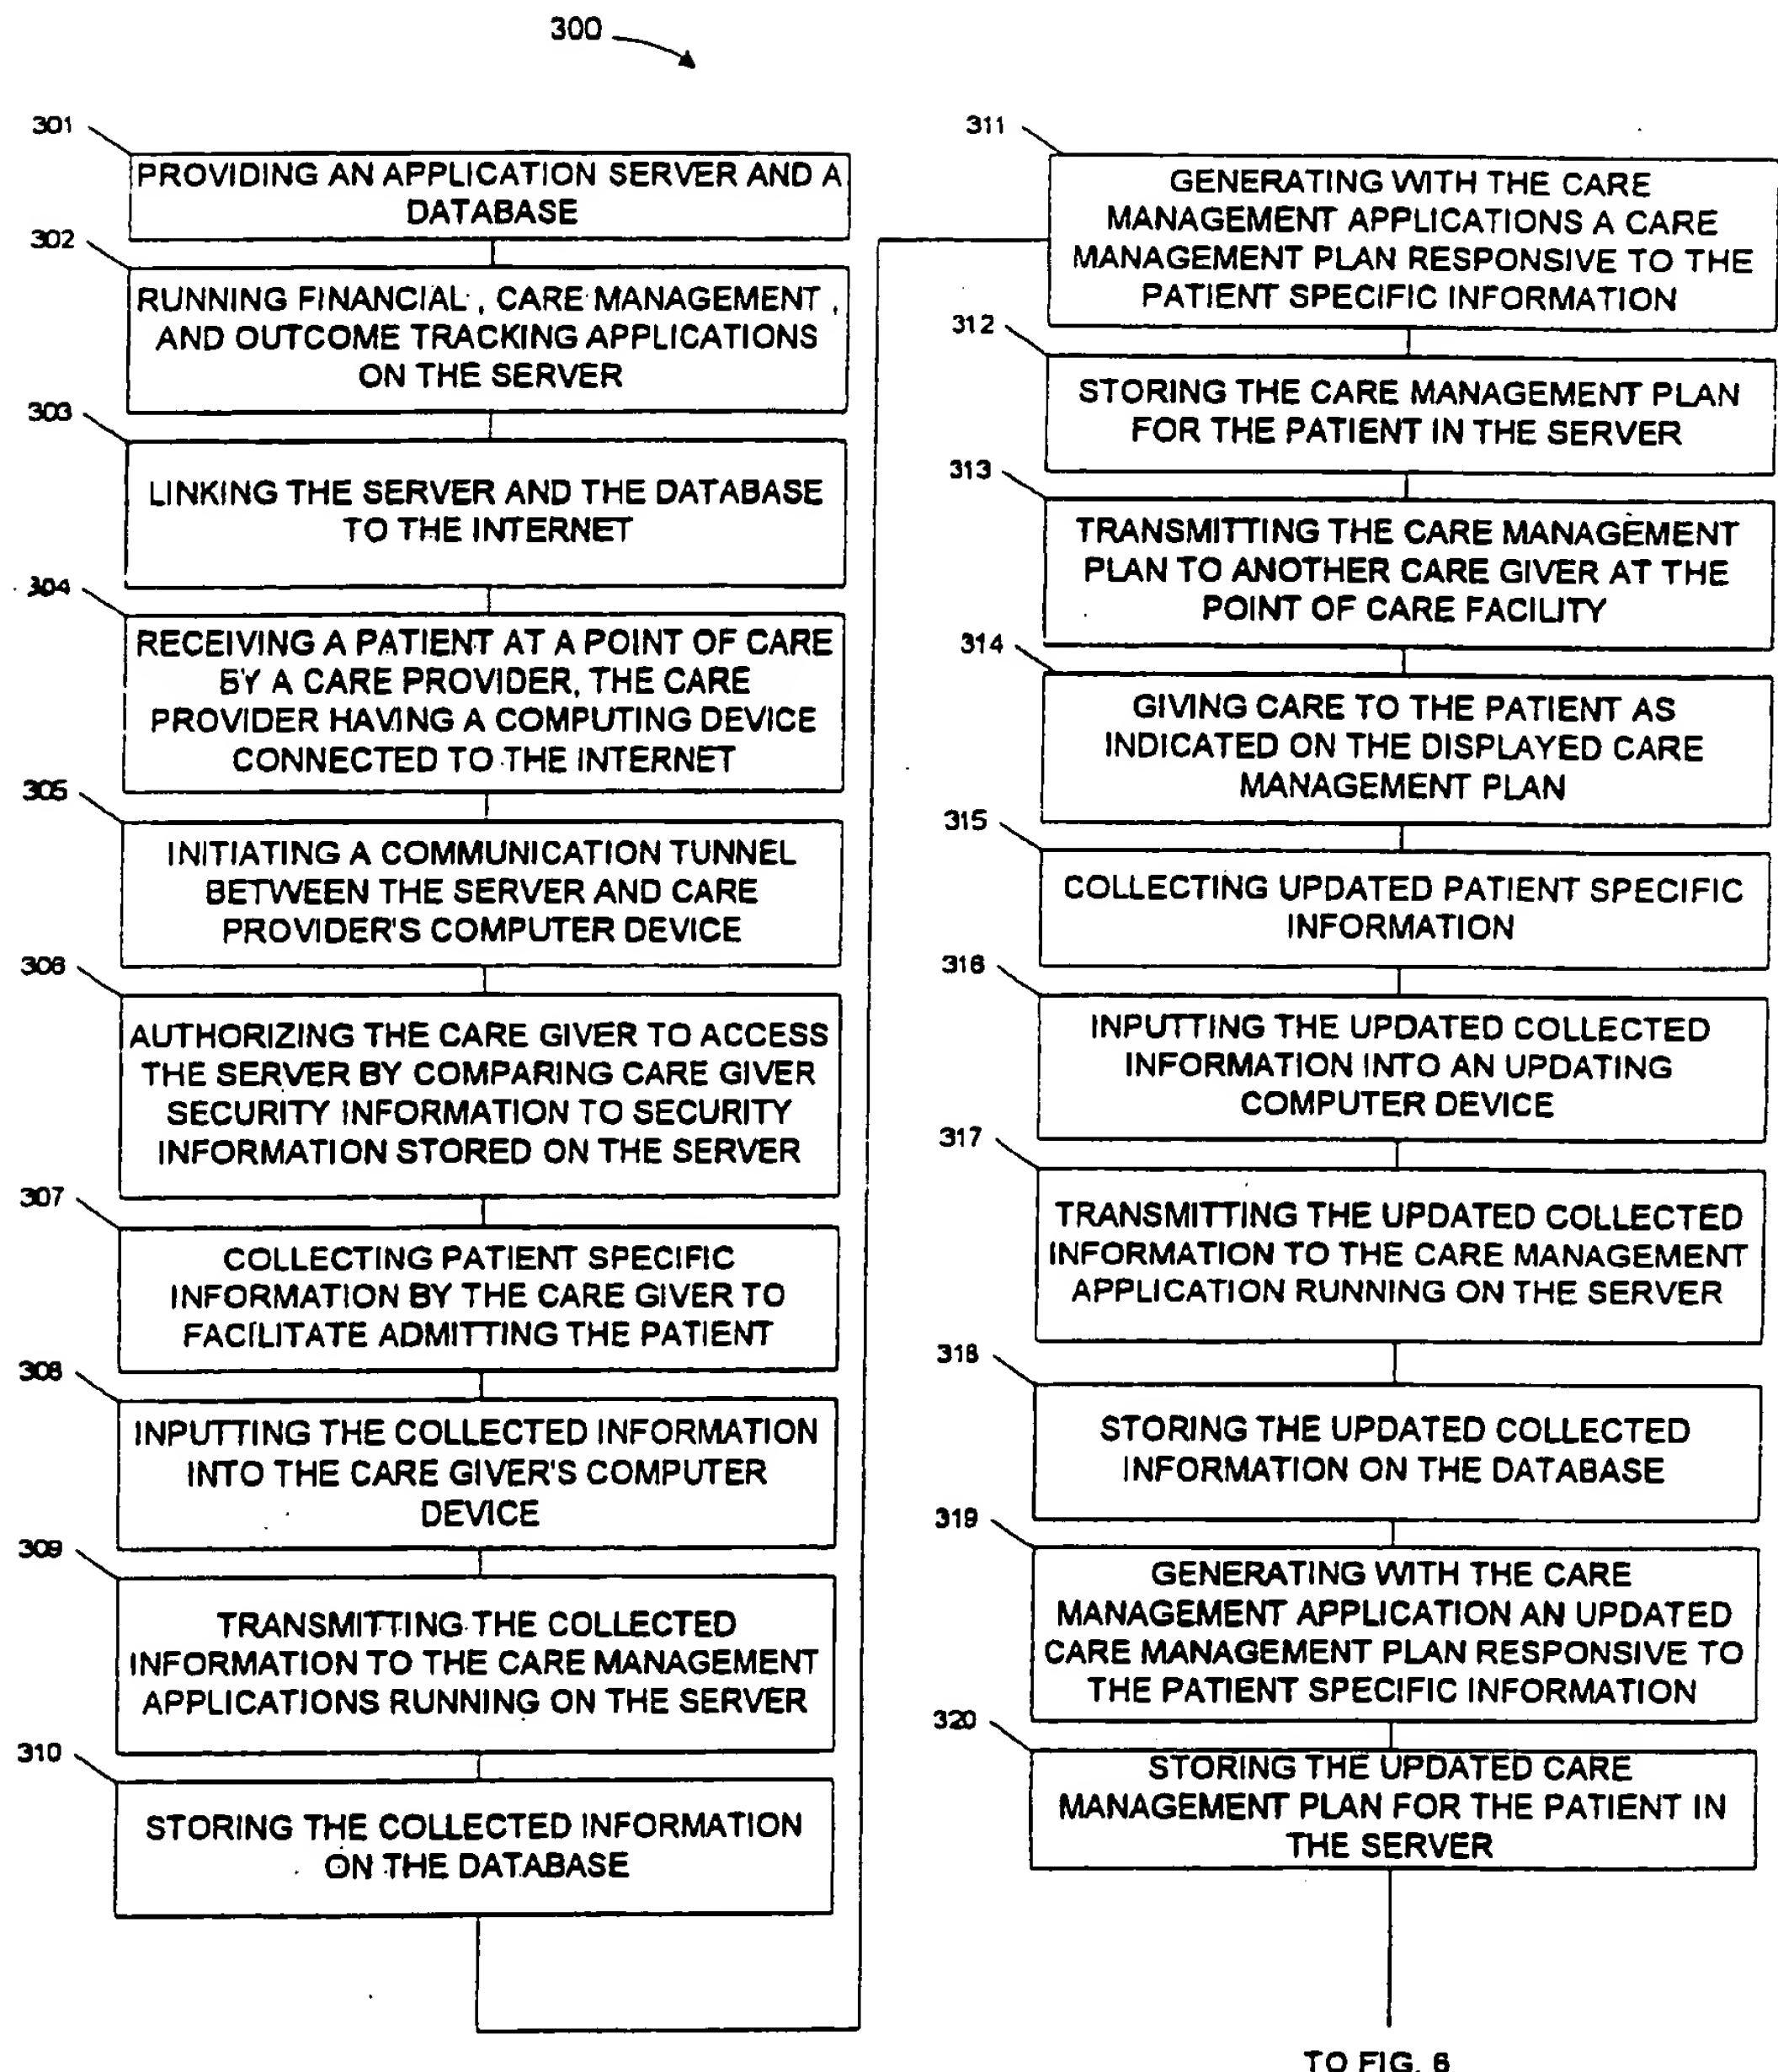 300
301
PROVIDING AN APPLICATION SERVER AND A
DATABASE
302
RUNNING FINANCIAL, CARE MANAGEMENT,
AND OUTCOME TRACKING APPLICATIONS
ON THE SERVER
303
LINKING THE SERVER AND THE DATABASE
TO THE INTERNET
304
RECEIVING A PATIENT AT A POINT OF CARE
BY A CARE PROVIDER, THE CARE
PROVIDER HAVING A COMPUTING DEVICE
CONNECTED TO THE INTERNET
305
INITIATING A COMMUNICATION TUNNEL
BETWEEN THE SERVER AND CARE
PROVIDER'S COMPUTER DEVICE
306
AUTHORIZING THE CARE GIVER TO ACCESS
THE SERVER BY COMPARING CARE GIVER
SECURITY INFORMATION TO SECURITY
INFORMATION STORED ON THE SERVER
307
COLLECTING PATIENT SPECIFIC
INFORMATION BY THE CARE GIVER TO
FACILITATE ADMITTING THE PATIENT
308
INPUTTING THE COLLECTED INFORMATION
INTO THE CARE GIVER'S COMPUTER
DEVICE
309
TRANSMITTING THE COLLECTED
INFORMATION TO THE CARE MANAGEMENT
APPLICATIONS RUNNING ON THE SERVER
310
STORING THE COLLECTED INFORMATION
ON THE DATABASE
311
GENERATING WITH THE CARE
MANAGEMENT APPLICATIONS A CARE
MANAGEMENT PLAN RESPONSIVE TO THE
PATIENT SPECIFIC INFORMATION
312
STORING THE CARE MANAGEMENT PLAN
FOR THE PATIENT IN THE SERVER
313
TRANSMITTING THE CARE MANAGEMENT
PLAN TO ANOTHER CARE GIVER AT THE
POINT OF CARE FACILITY
314
GIVING CARE TO THE PATIENT AS
INDICATED ON THE DISPLAYED CARE
MANAGEMENT PLAN
315
COLLECTING UPDATED PATIENT SPECIFIC
INFORMATION
316
INPUTTING THE UPDATED COLLECTED
INFORMATION INTO AN UPDATING
COMPUTER DEVICE
317
TRANSMITTING THE UPDATED COLLECTED
INFORMATION TO THE CARE MANAGEMENT
APPLICATION RUNNING ON THE SERVER
318
STORING THE UPDATED COLLECTED
INFORMATION ON THE DATABASE
319
GENERATING WITH THE CARE
MANAGEMENT APPLICATION AN UPDATED
CARE MANAGEMENT PLAN RESPONSIVE TO
THE PATIENT SPECIFIC INFORMATION
320
STORING THE UPDATED CARE
MANAGEMENT PLAN FOR THE PATIENT IN
THE SERVER
TO FIG. 6